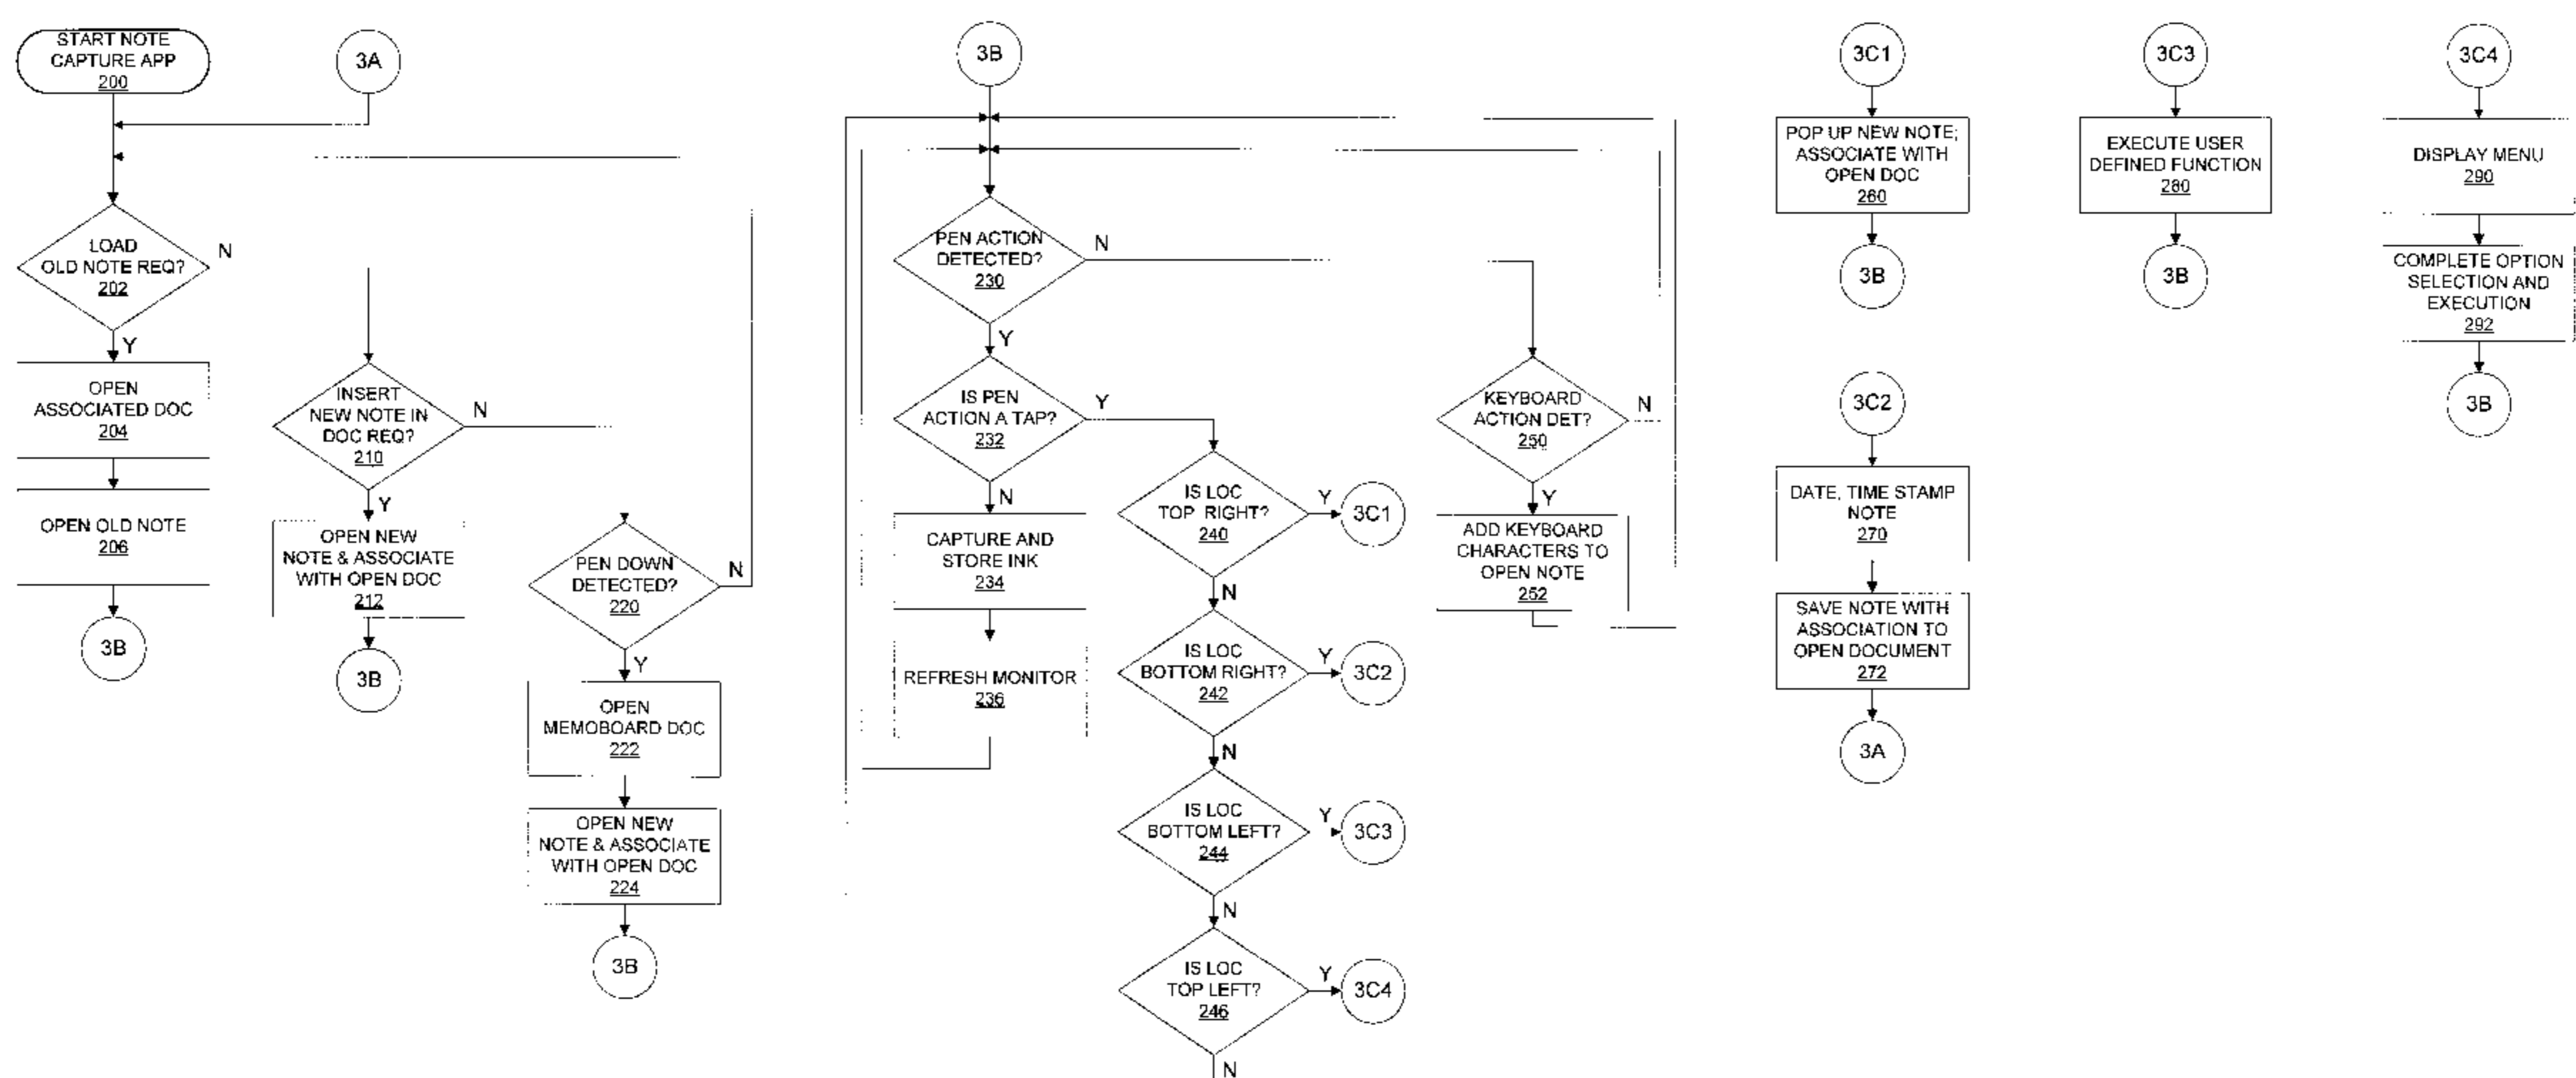 START NOTE
CAPTURE APP
200
3A
LOAD
OLD NOTE REQ?
202
N
Y
OPEN
ASSOCIATED DOC
204
OPEN OLD NOTE
206
3B
INSERT
NEW NOTE IN
DOC REQ?
210
N
Y
OPEN NEW
NOTE & ASSOCIATE
WITH OPEN DOC
212
3B
PEN DOWN
DETECTED?
220
N
Y
OPEN
MEMOBOARD DOC
222
OPEN NEW
NOTE & ASSOCIATE
WITH OPEN DOC
224
3B
3B
PEN ACTION
DETECTED?
230
N
Y
IS PEN
ACTION A TAP?
232
Y
N
CAPTURE AND
STORE INK
234
REFRESH MONITOR
236
IS LOC
TOP RIGHT?
240
Y
3C1
N
IS LOC
BOTTOM RIGHT?
242
Y
3C2
N
IS LOC
BOTTOM LEFT?
244
Y
3C3
N
IS LOC
TOP LEFT?
246
Y
3C4
N
KEYBOARD
ACTION DET?
250
N
Y
ADD KEYBOARD
CHARACTERS TO
OPEN NOTE
252
3C1
POP UP NEW NOTE;
ASSOCIATE WITH
OPEN DOC
260
3B
3C2
DATE, TIME STAMP
NOTE
270
SAVE NOTE WITH
ASSOCIATION TO
OPEN DOCUMENT
272
3A
3C3
EXECUTE USER
DEFINED FUNCTION
280
3B
3C4
DISPLAY MENU
290
COMPLETE OPTION
SELECTION AND
EXECUTION
292
3B